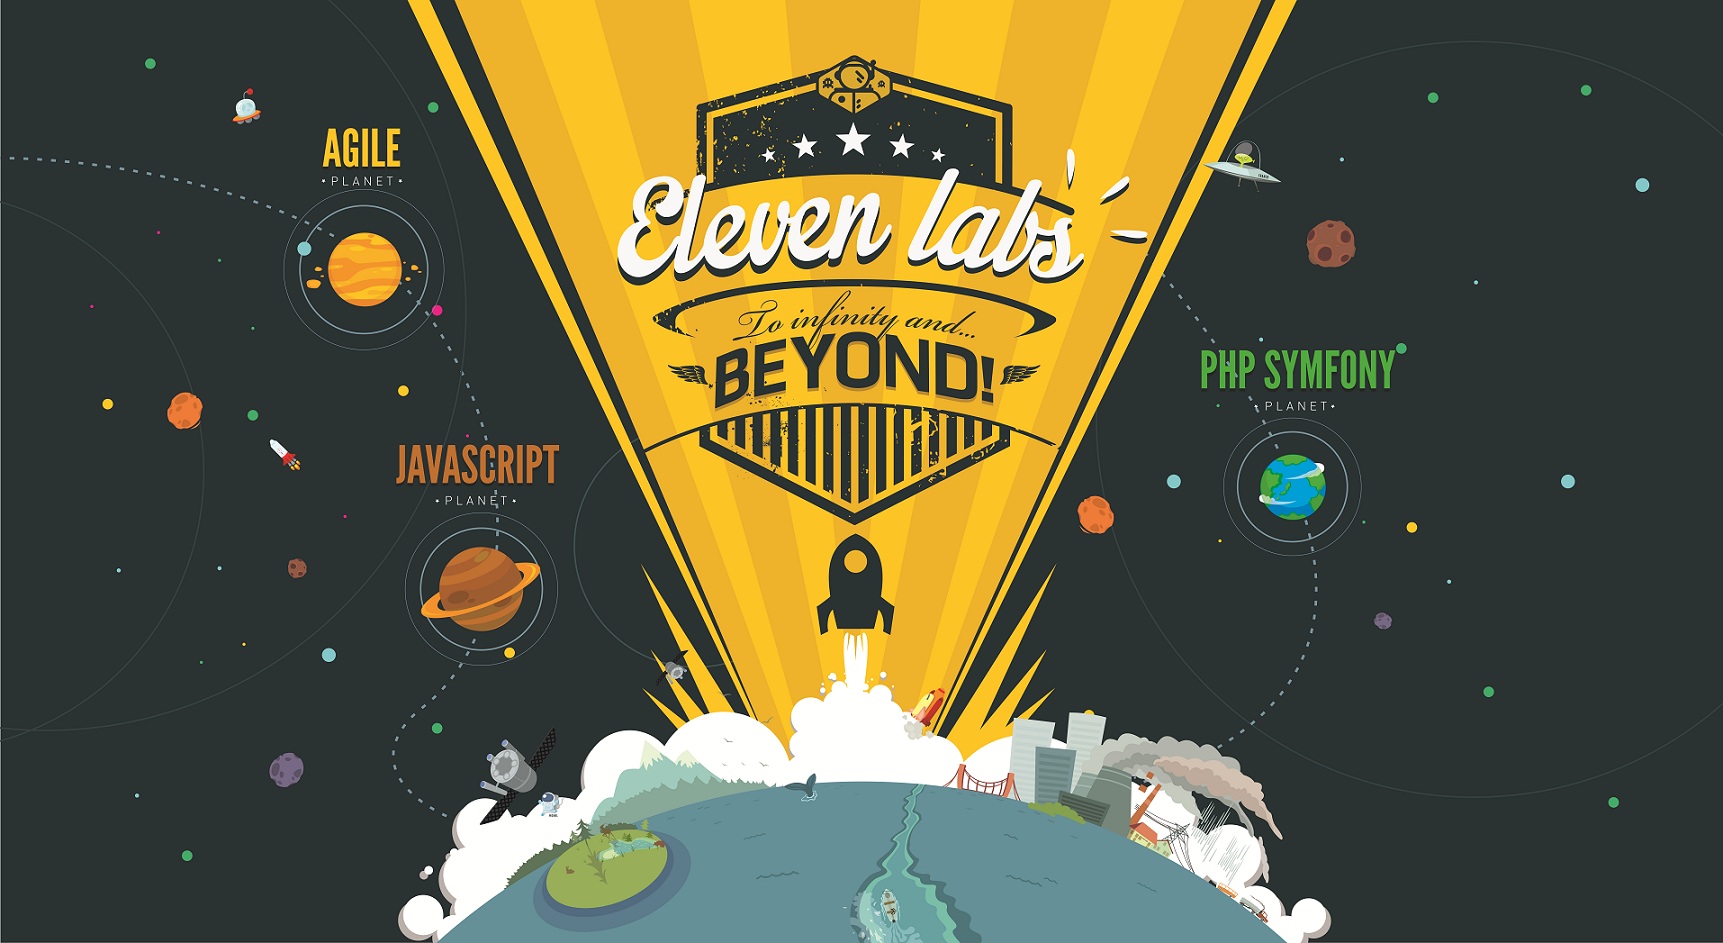 AGILE
PLANET
Eleven labs
To infinity and...
BEYOND!
PHP SYMFONY
PLANET
JAVASCRIPT
PLANET